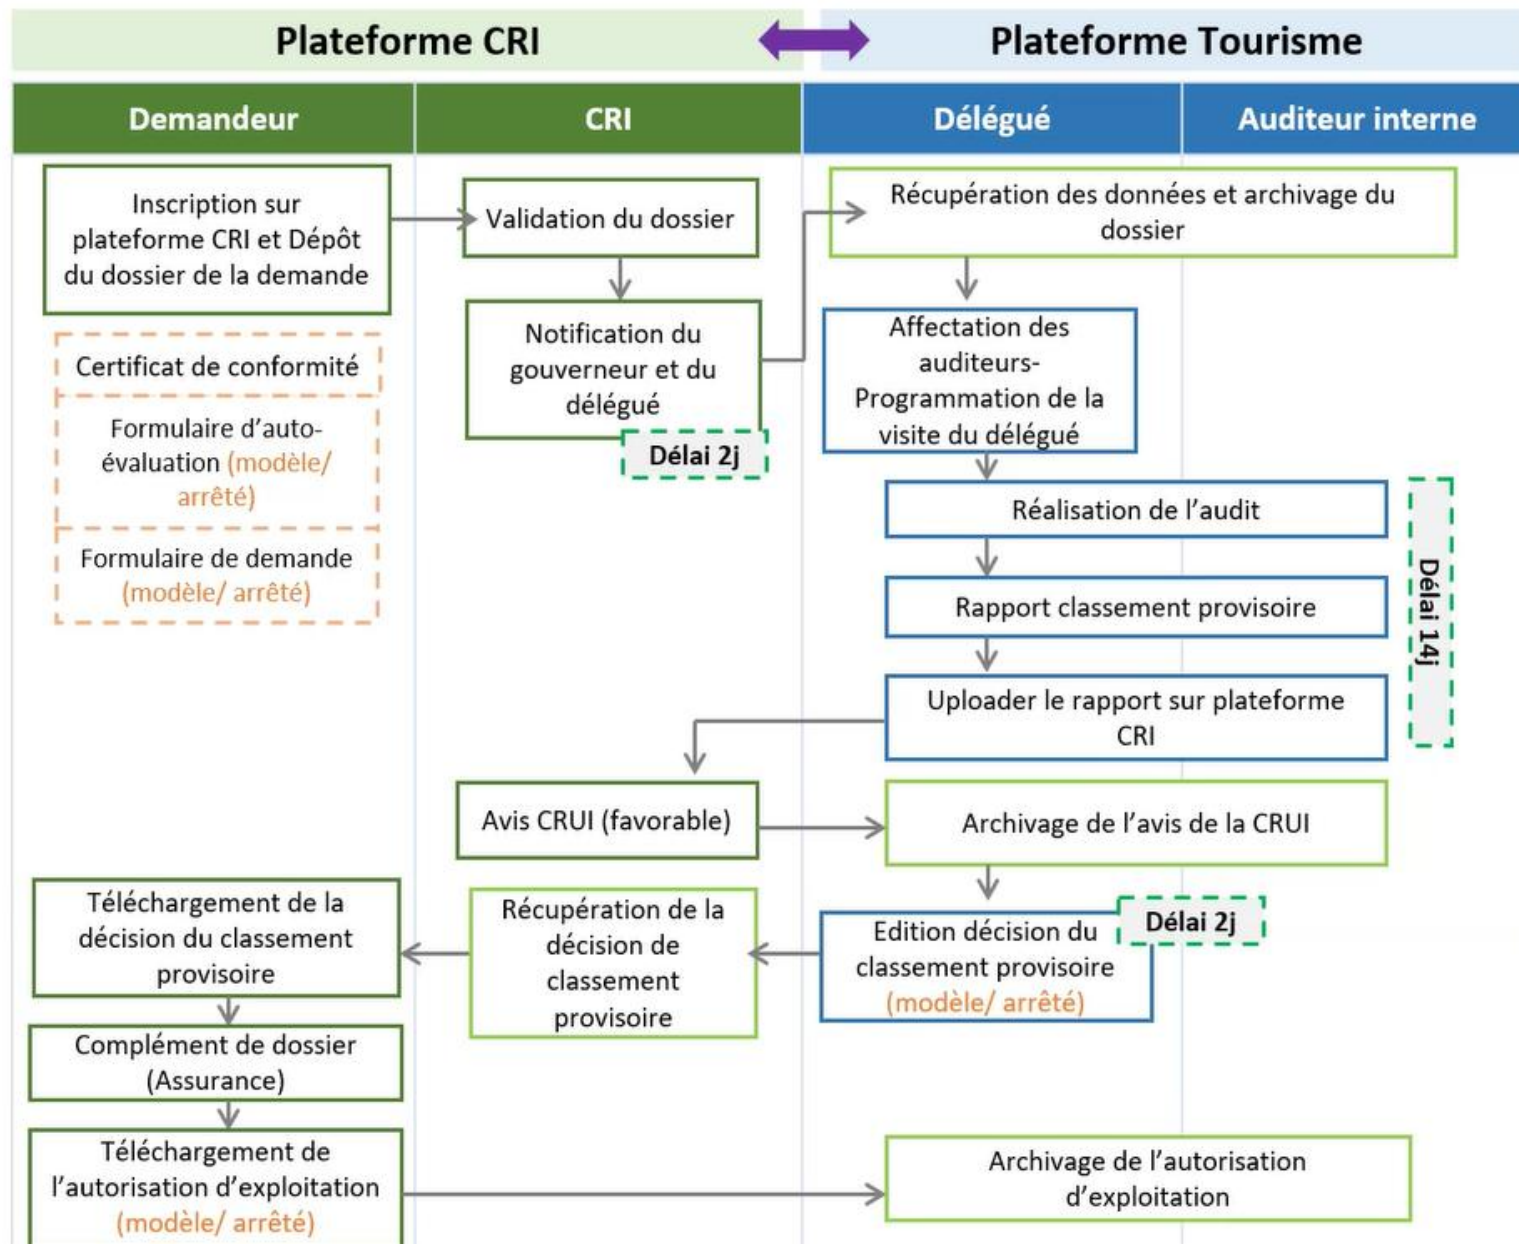 Plateforme CRI
Plateforme Tourisme
Demandeur
CRI
Délégué
Auditeur interne
Inscription sur
plateforme CRI et Dépôt
du dossier de la demande
Validation du dossier
Récupération des données et archivage du
dossier
Certificat de conformité
Formulaire d’auto-
évaluation (modèle/
arrêté)
Formulaire de demande
(modèle/ arrêté)
Notification du
gouverneur et du
délégué
Délai 2j
Affectation des
auditeurs-
Programmation de la
visite du délégué
Réalisation de l’audit
Rapport classement provisoire
Uploader le rapport sur plateforme
CRI
Délai 14j
Avis CRUI (favorable)
Archivage de l’avis de la CRUI
Téléchargement de la
décision du classement
provisoire
Récupération de la
décision de
classement
provisoire
Edition décision du
classement provisoire
(modèle/ arrêté)
Délai 2j
Complément de dossier
(Assurance)
Téléchargement de
l’autorisation d’exploitation
(modèle/ arrêté)
Archivage de l’autorisation
d’exploitation